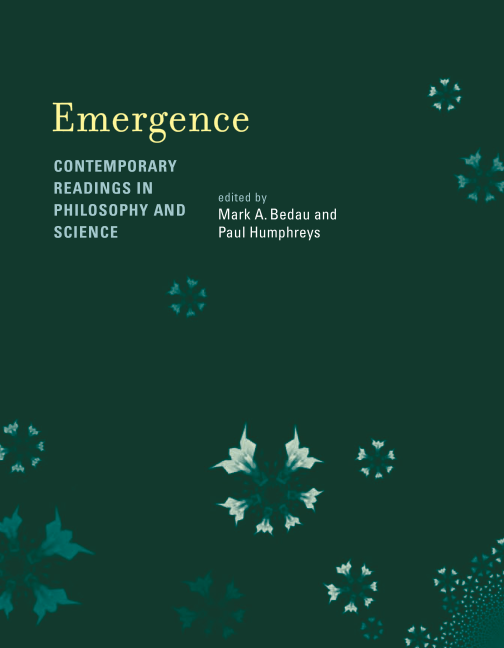 Emergence
CONTEMPORARY
READINGS IN
PHILOSOPHY AND
SCIENCE
edited by
Mark A. Bedau and
Paul Humphreys